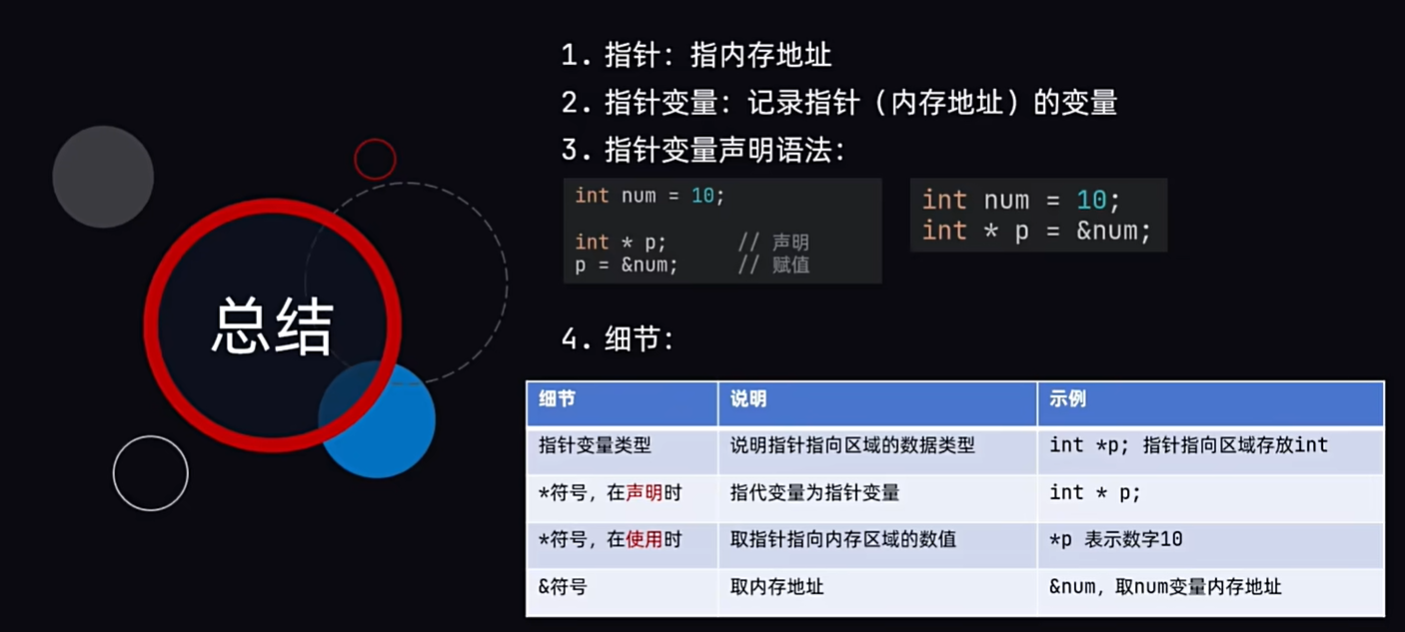 总结
1. 指针：指内存地址
2. 指针变量：记录指针（内存地址）的变量
3. 指针变量声明语法：
int num = 10;
int * p; // 声明
p = &num; // 赋值
int num = 10;
int * p = &num;
4. 细节：
细节 说明 示例
指针变量类型 说明指针指向区域的数据类型 int *p; 指针指向区域存放int
*符号，在声明时 指代变量为指针变量 int * p;
*符号，在使用时 取指针指向内存区域的数值 *p 表示数字10
&符号 取内存地址 &num，取num变量内存地址